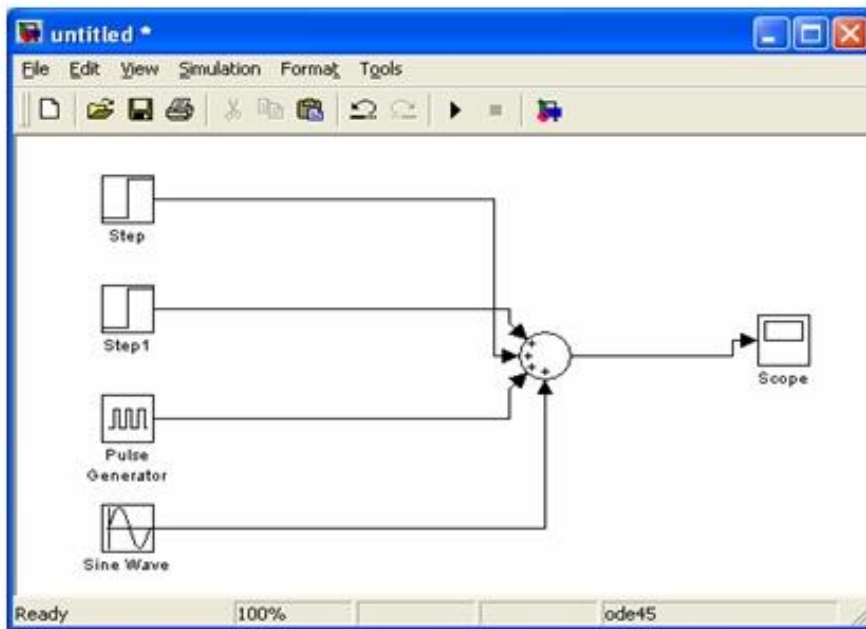 untitled *
File Edit View Simulation Format Tools
Step
Step1
Pulse
Generator
Sine Wave
+
+
+
+
Scope
Ready 100% ode45